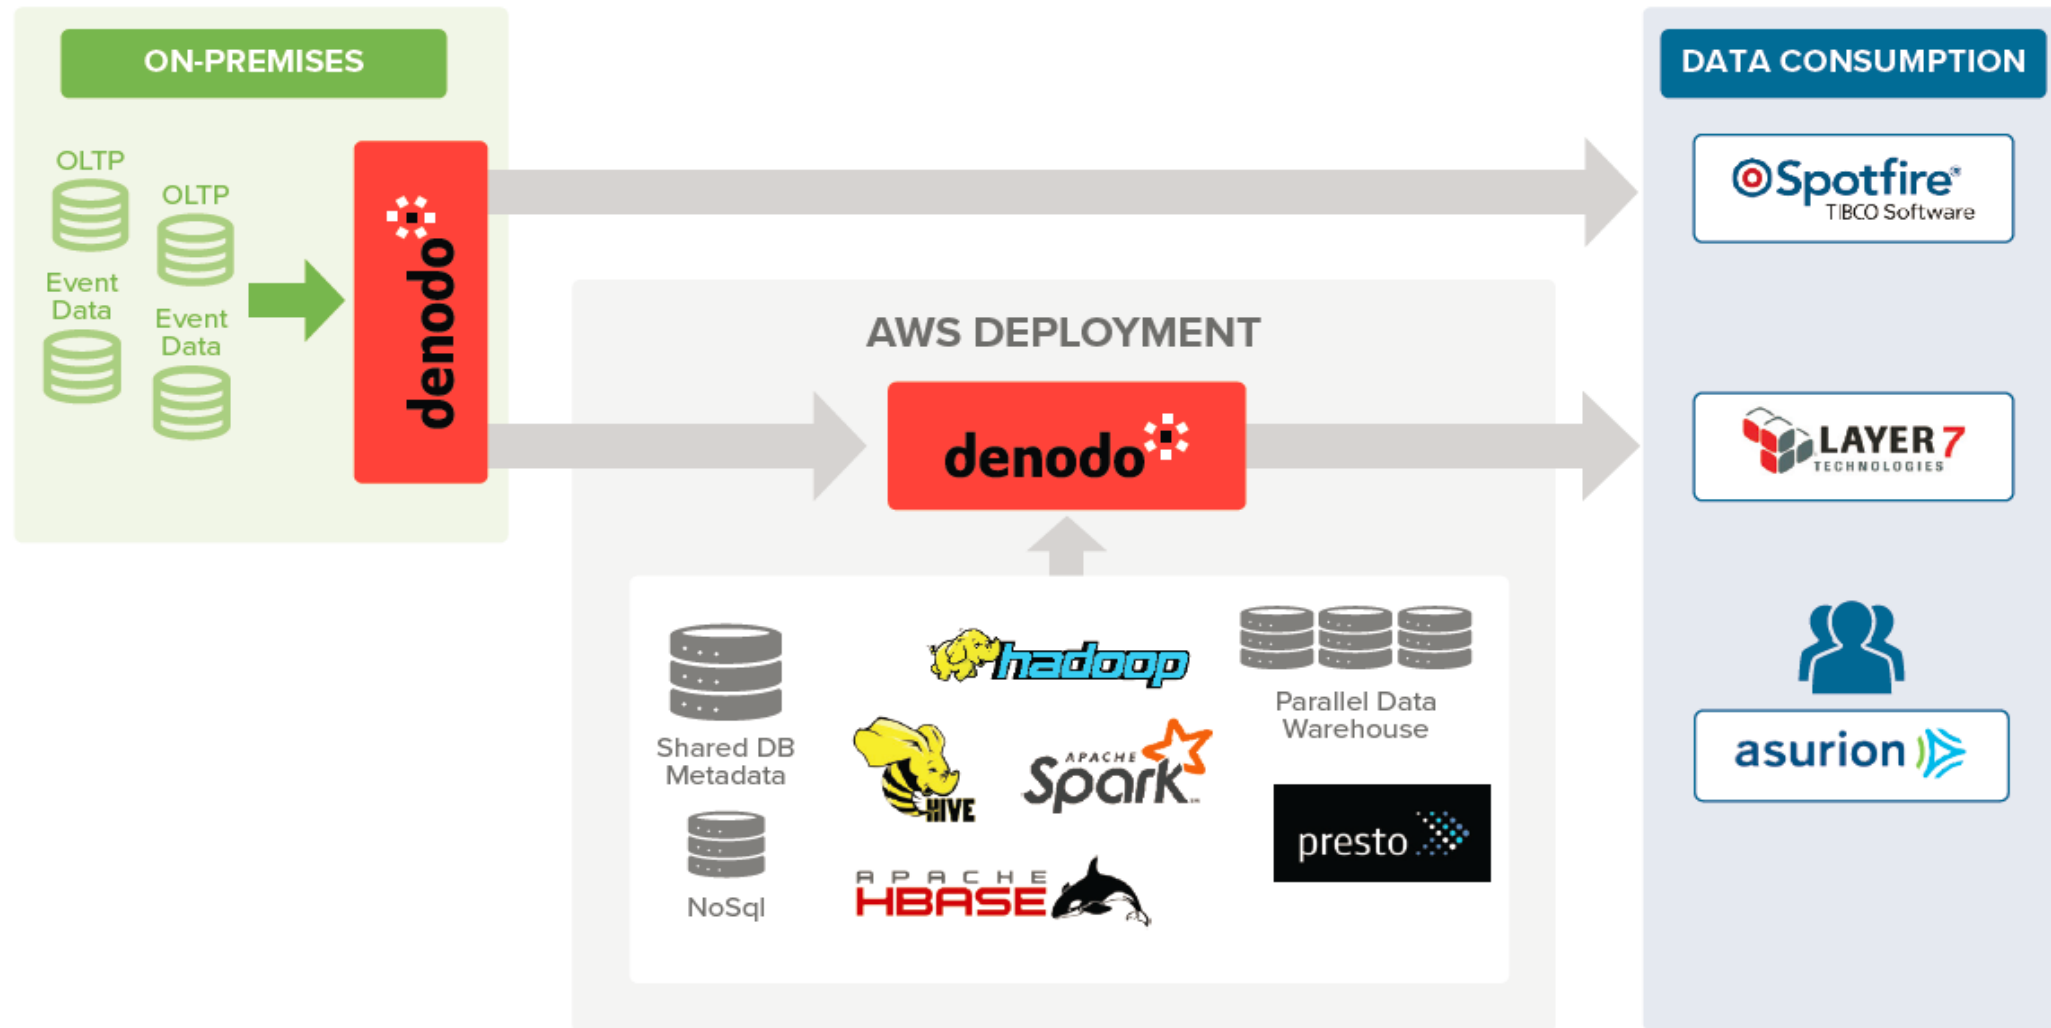 ON-PREMISES
OLTP
OLTP
Event
Data
Event
Data
denodo
AWS DEPLOYMENT
denodo
Shared DB
Metadata
NoSql
hadoop
HIVE
APACHE
Spark
APACHE
HBASE
Parallel Data
Warehouse
presto
DATA CONSUMPTION
Spotfire®
TIBCO Software
LAYER 7
TECHNOLOGIES
asurion